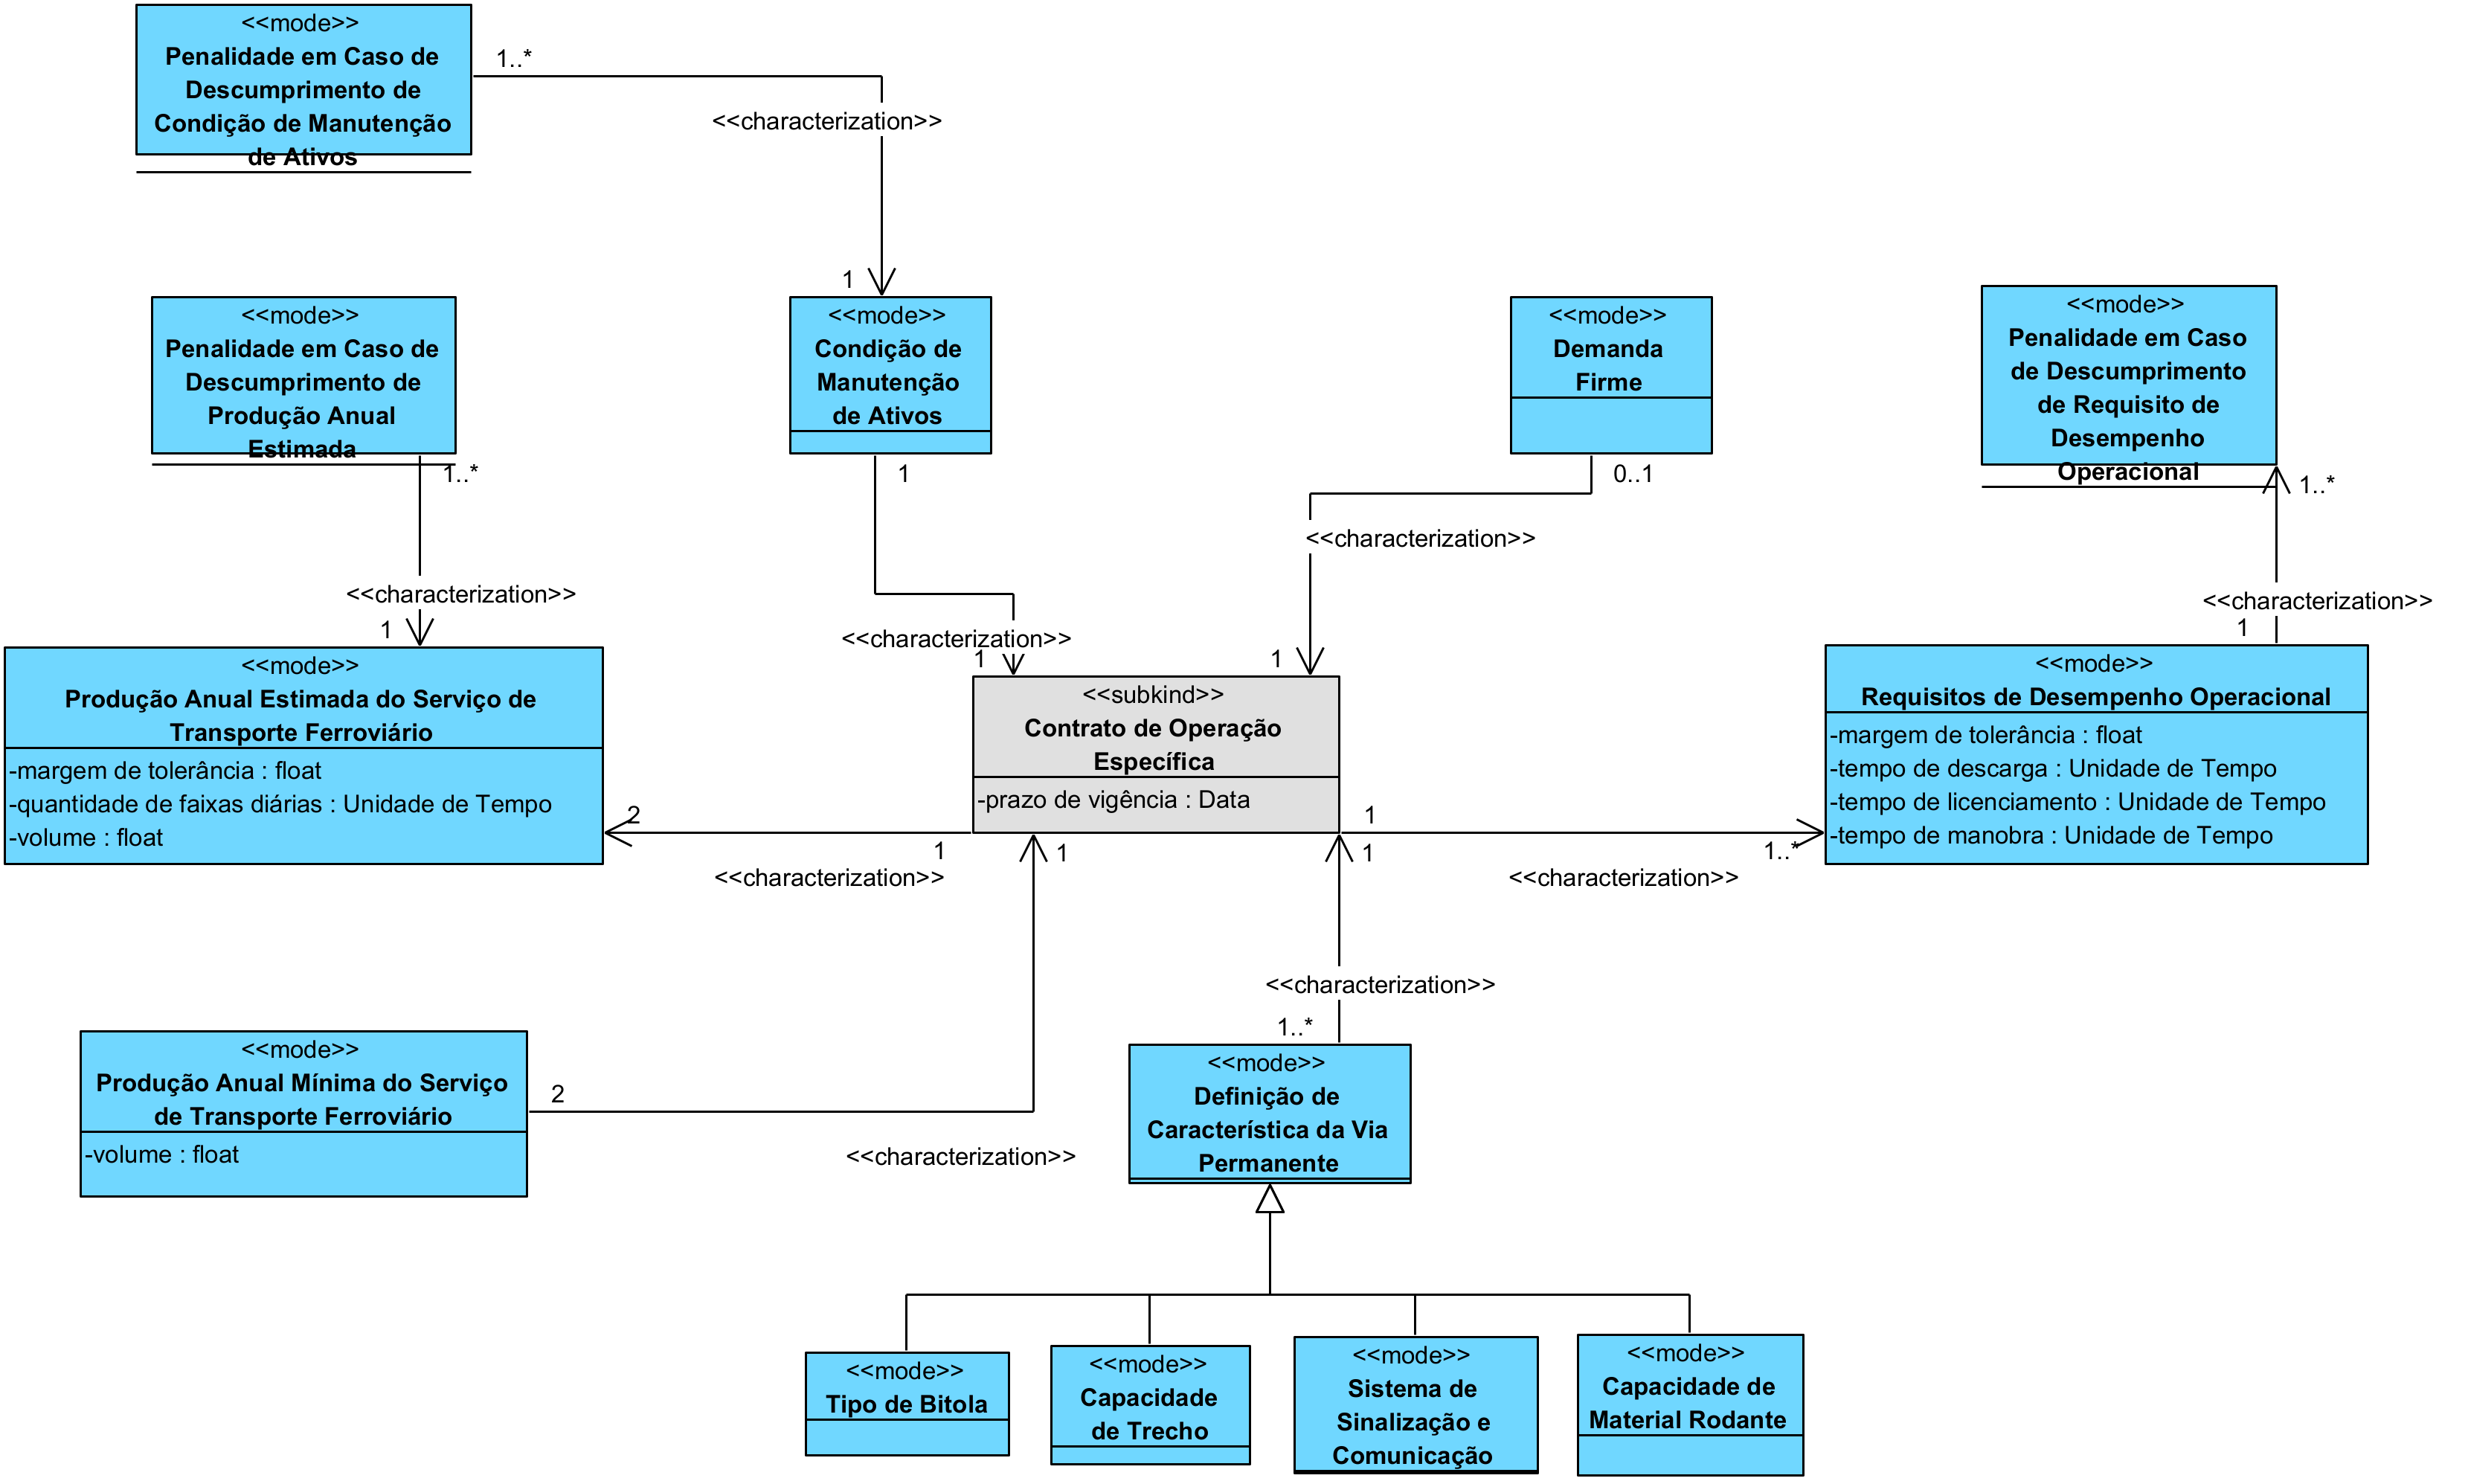 <<mode>>
Penalidade em Caso de
Descumprimento de
Condição de Manutenção
de Ativos
1..*
<<characterization>>
1
<<mode>>
Penalidade em Caso de
Descumprimento de
Produção Anual
Estimada
1..*
<<characterization>>
1
<<mode>>
Condição de
Manutenção
de Ativos
1
<<characterization>>
1
<<mode>>
Demanda
Firme
0..1
<<characterization>>
1
<<mode>>
Penalidade em Caso
de Descumprimento
de Requisito de
Desempenho
Operacional
1..*
<<characterization>>
1
<<mode>>
Produção Anual Estimada do Serviço de
Transporte Ferroviário
-margem de tolerância : float
-quantidade de faixas diárias : Unidade de Tempo
-volume : float
2
1
<<characterization>>
<<subkind>>
Contrato de Operação
Específica
-prazo de vigência : Data
1
1..*
<<characterization>>
<<mode>>
Requisitos de Desempenho Operacional
-margem de tolerância : float
-tempo de descarga : Unidade de Tempo
-tempo de licenciamento : Unidade de Tempo
-tempo de manobra : Unidade de Tempo
1
1
<<characterization>>
1..*
<<mode>>
Produção Anual Mínima do Serviço
de Transporte Ferroviário
-volume : float
2
<<characterization>>
<<mode>>
Definição de
Característica da Via
Permanente
<<mode>>
Tipo de Bitola
<<mode>>
Capacidade
de Trecho
<<mode>>
Sistema de
Sinalização e
Comunicação
<<mode>>
Capacidade de
Material Rodante